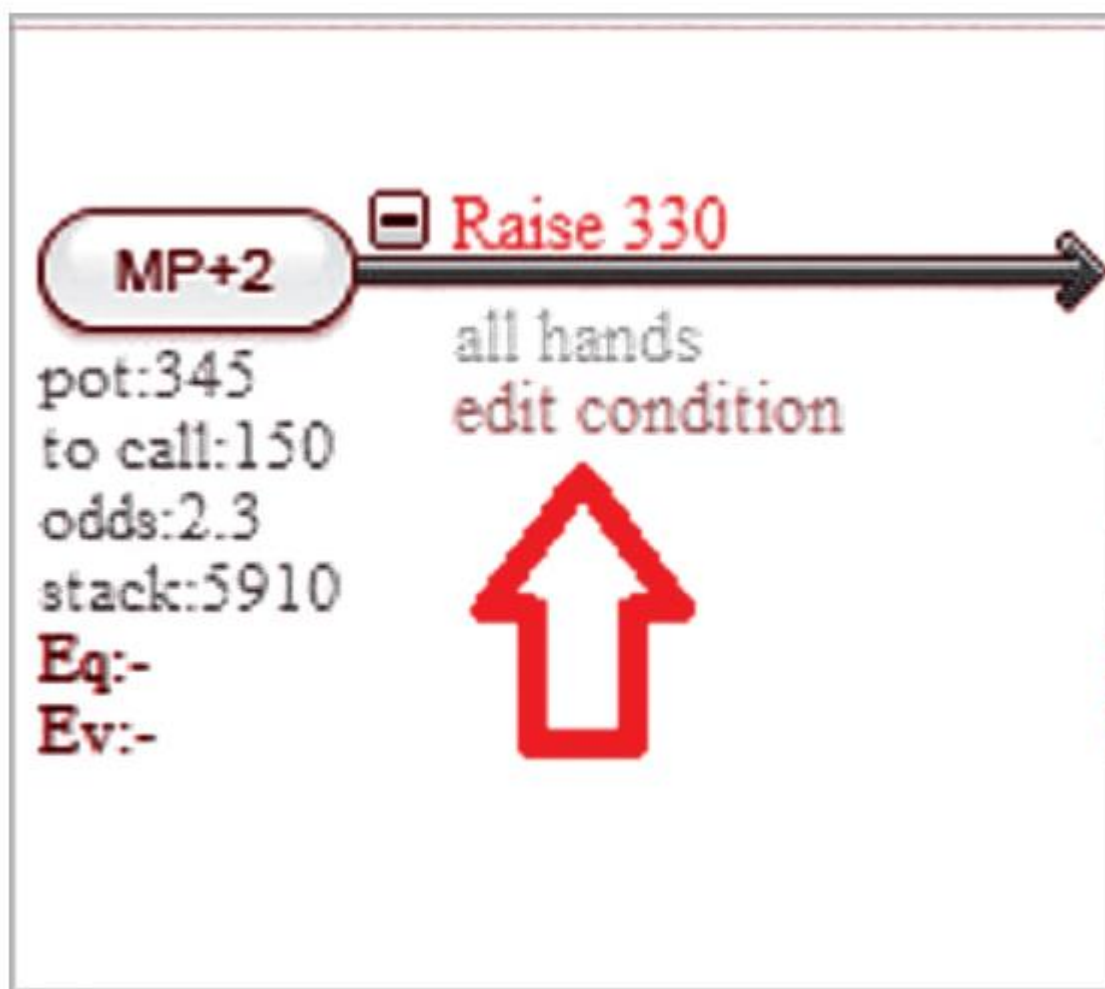 MP+2
Raise 330
all hands
edit condition
pot:345
to call:150
odds:2.3
stack:5910
Eq:-
Ev:-